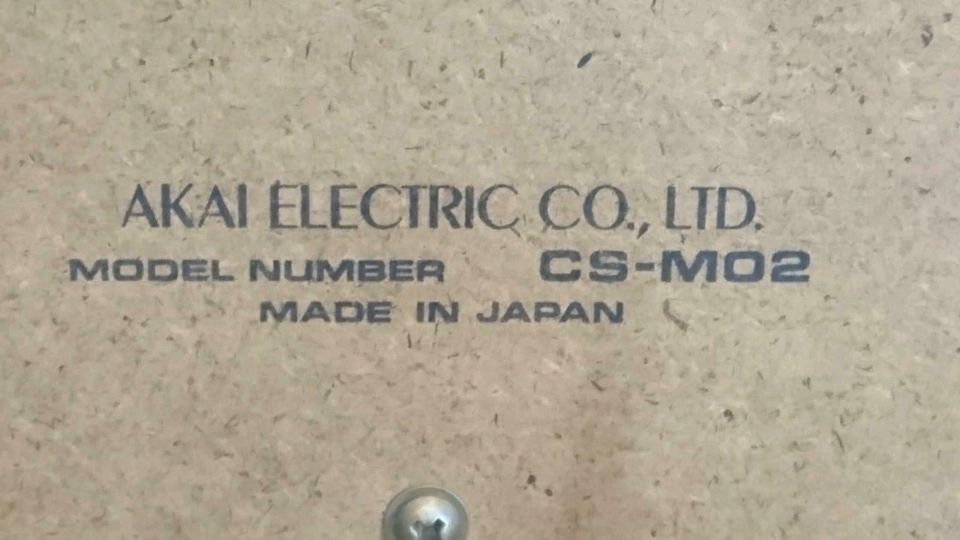 AKAI ELECTRIC CO., LTD.
MODEL NUMBER CS-M02
MADE IN JAPAN